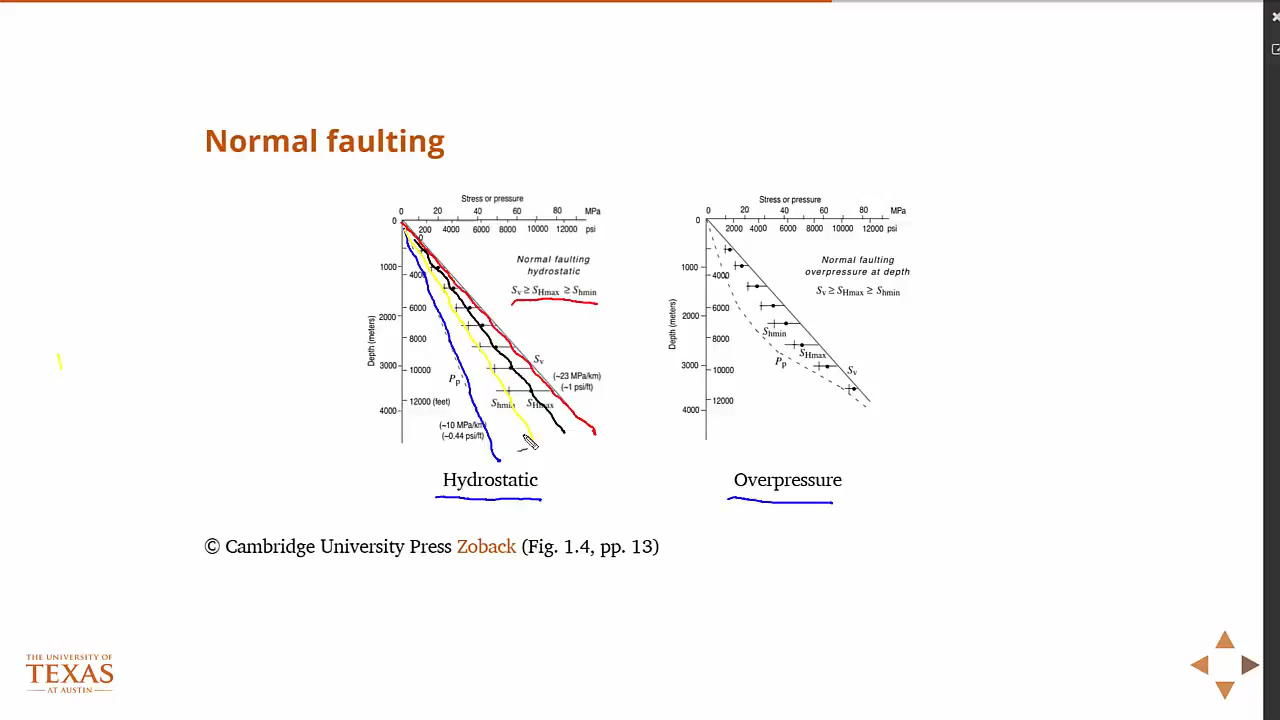 Normal faulting
Stress or pressure
0 20 40 60 80 MPa
0 2000 4000 6000 8000 10000 12000 psi
Normal faulting
hydrostatic
Sv ≥ SHmax ≥ Shmin
1000
2000
3000
4000
Depth (meters)
4000
6000
8000
10000
12000 (feet)
Sv
(~23 MPa/km)
(~1 psi/ft)
Pp
Shmin SHmax
(~10 MPa/km)
(~0.44 psi/ft)
Hydrostatic
Stress or pressure
0 20 40 60 80 MPa
0 2000 4000 6000 8000 10000 12000 psi
Normal faulting
overpressure at depth
Sv ≥ SHmax ≥ Shmin
1000
2000
3000
4000
Depth (meters)
4000
6000
8000
10000
12000
Shmin
SHmax
Pp
Sv
Overpressure
© Cambridge University Press Zoback (Fig. 1.4, pp. 13)
THE UNIVERSITY OF
TEXAS
AT AUSTIN